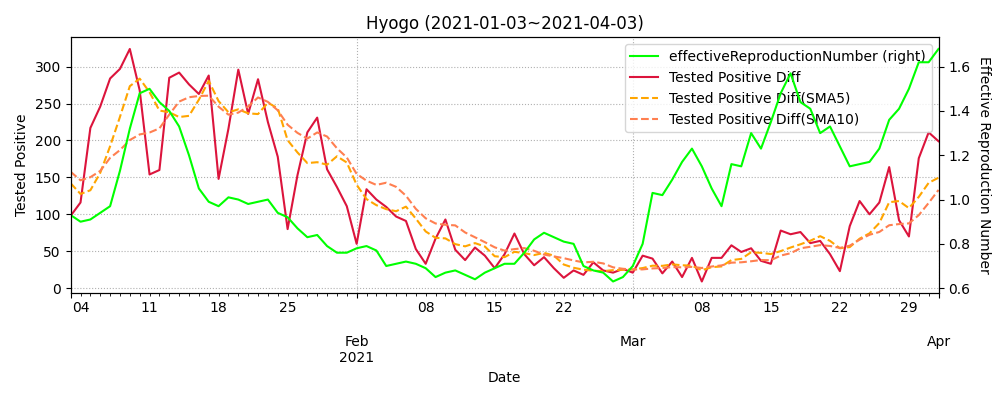 Hyogo (2021-01-03~2021-04-03)
effectiveReproductionNumber (right)
Tested Positive Diff
Tested Positive Diff(SMA5)
Tested Positive Diff(SMA10)
Tested Positive
300
250
200
150
100
50
0
1.6
1.4
1.2
1.0
0.8
0.6
Effective Reproduction Number
04 11 18 25 08 15 22 08 15 22 29
Feb Mar Apr
2021
Date